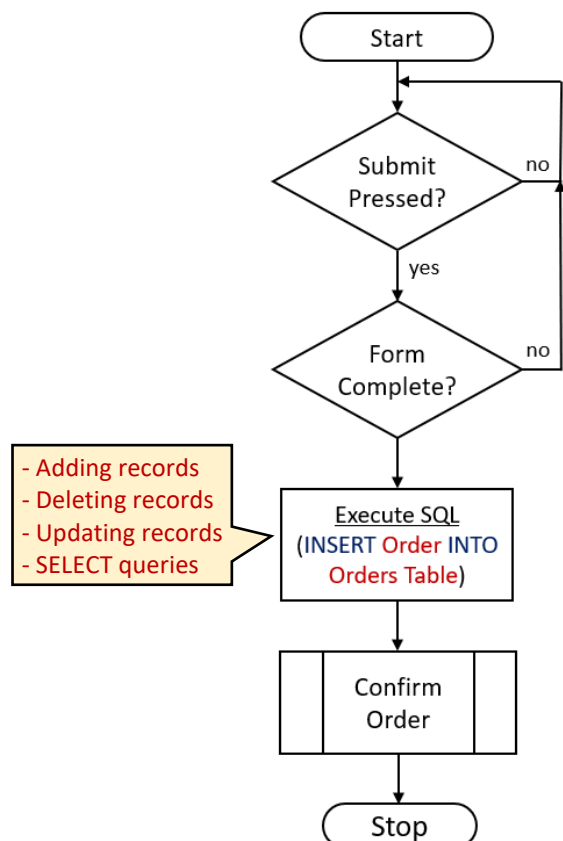 Start
Submit
Pressed?
no
yes
Form
Complete?
no
- Adding records
- Deleting records
- Updating records
- SELECT queries
Execute SQL
(INSERT Order INTO
Orders Table)
Confirm
Order
Stop